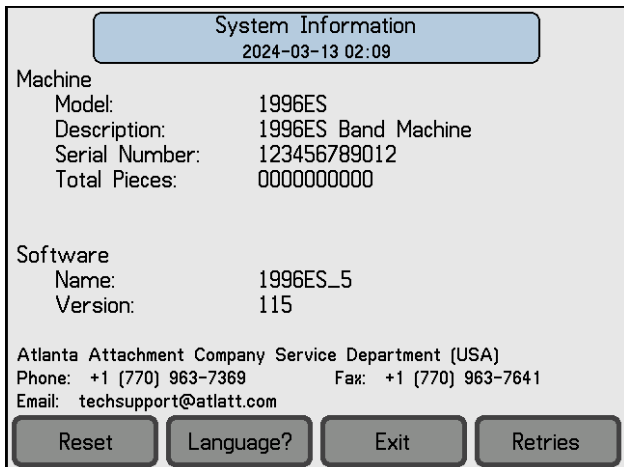 System Information
2024-03-13 02:09
Machine
Model: 1996ES
Description: 1996ES Band Machine
Serial Number: 123456789012
Total Pieces: 0000000000
Software
Name: 1996ES_5
Version: 115
Atlanta Attachment Company Service Department (USA)
Phone: +1 (770) 963-7369 Fax: +1 (770) 963-7641
Email: techsupport@atlatt.com
Reset Language? Exit Retries